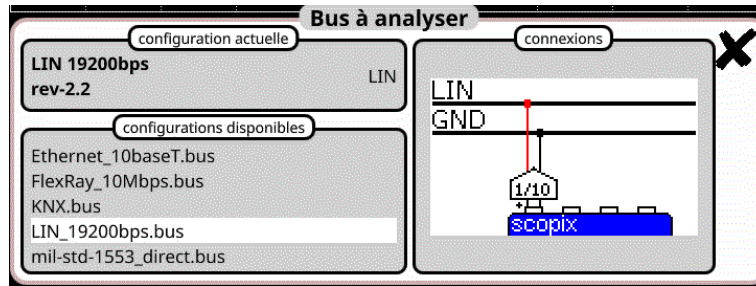 Bus à analyser
configuration actuelle
LIN 19200bps
rev-2.2
LIN
configurations disponibles
Ethernet_10baseT.bus
FlexRay_10Mbps.bus
KNX.bus
LIN_19200bps.bus
mil-std-1553_direct.bus
connexions
LIN
GND
1/10
+ -
scopix